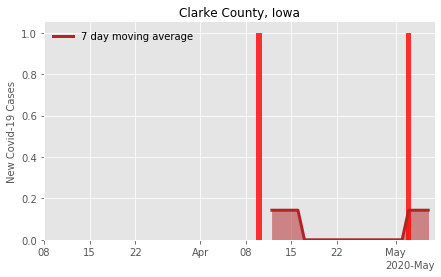 Clarke County, Iowa
7 day moving average
New Covid-19 Cases
1.0
0.8
0.6
0.4
0.2
0.0
08 15 22 Apr 08 15 22 May
2020-May